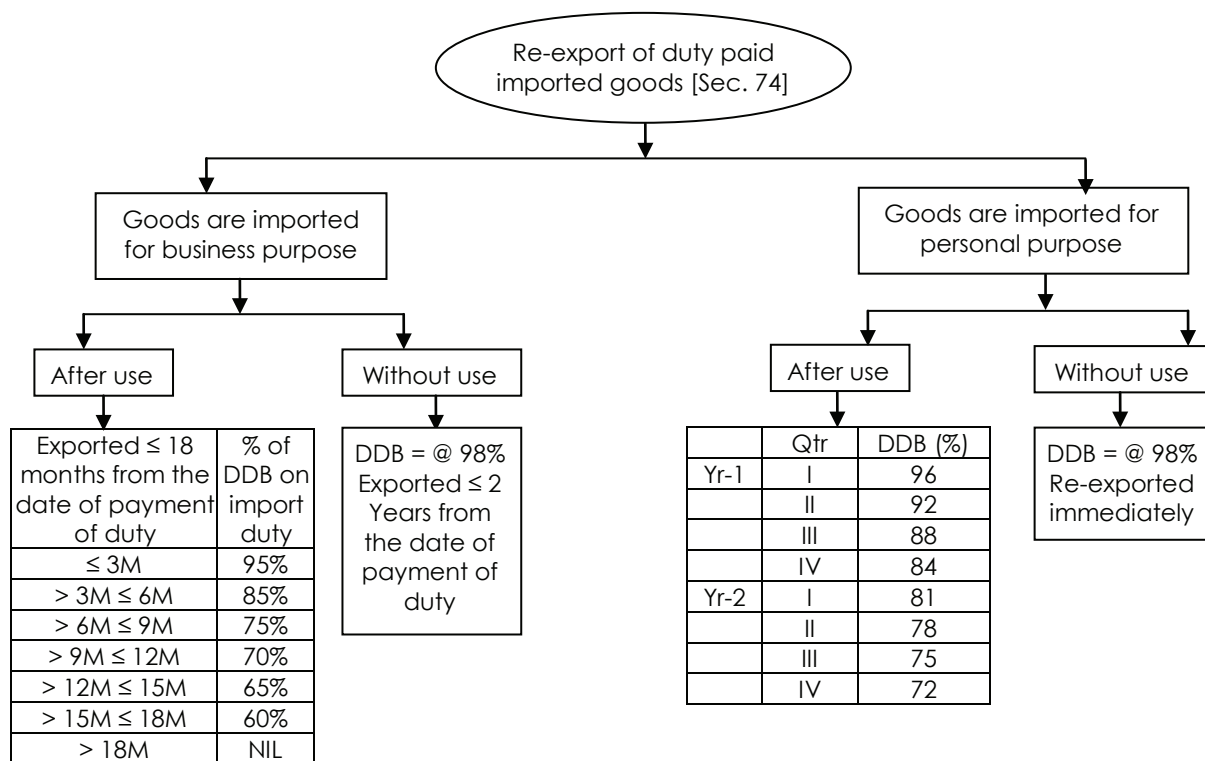 Re-export of duty paid
imported goods [Sec. 74]
Goods are imported
for business purpose
Goods are imported for
personal purpose
After use
Without use
After use
Without use
Exported ≤ 18
months from the
date of payment
of duty
% of
DDB on
import
duty
≤ 3M 95%
> 3M ≤ 6M 85%
> 6M ≤ 9M 75%
> 9M ≤ 12M 70%
> 12M ≤ 15M 65%
> 15M ≤ 18M 60%
> 18M NIL
DDB = @ 98%
Exported ≤ 2
Years from
the date of
payment of
duty
Qtr DDB (%)
Yr-1 I 96
II 92
III 88
IV 84
Yr-2 I 81
II 78
III 75
IV 72
DDB = @ 98%
Re-exported
immediately